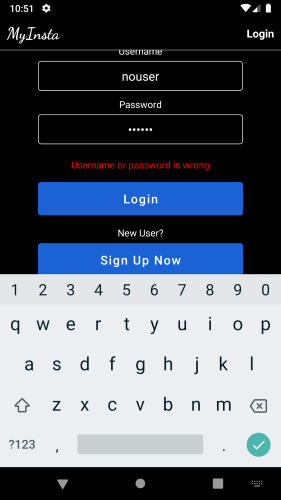 10:51
MyInsta Login
Username
nouser
Password
••••••
Username or password is wrong
Login
New User?
Sign Up Now
1 2 3 4 5 6 7 8 9 0
q w e r t y u i o p
a s d f g h j k l
z x c v b n m
?123 , .